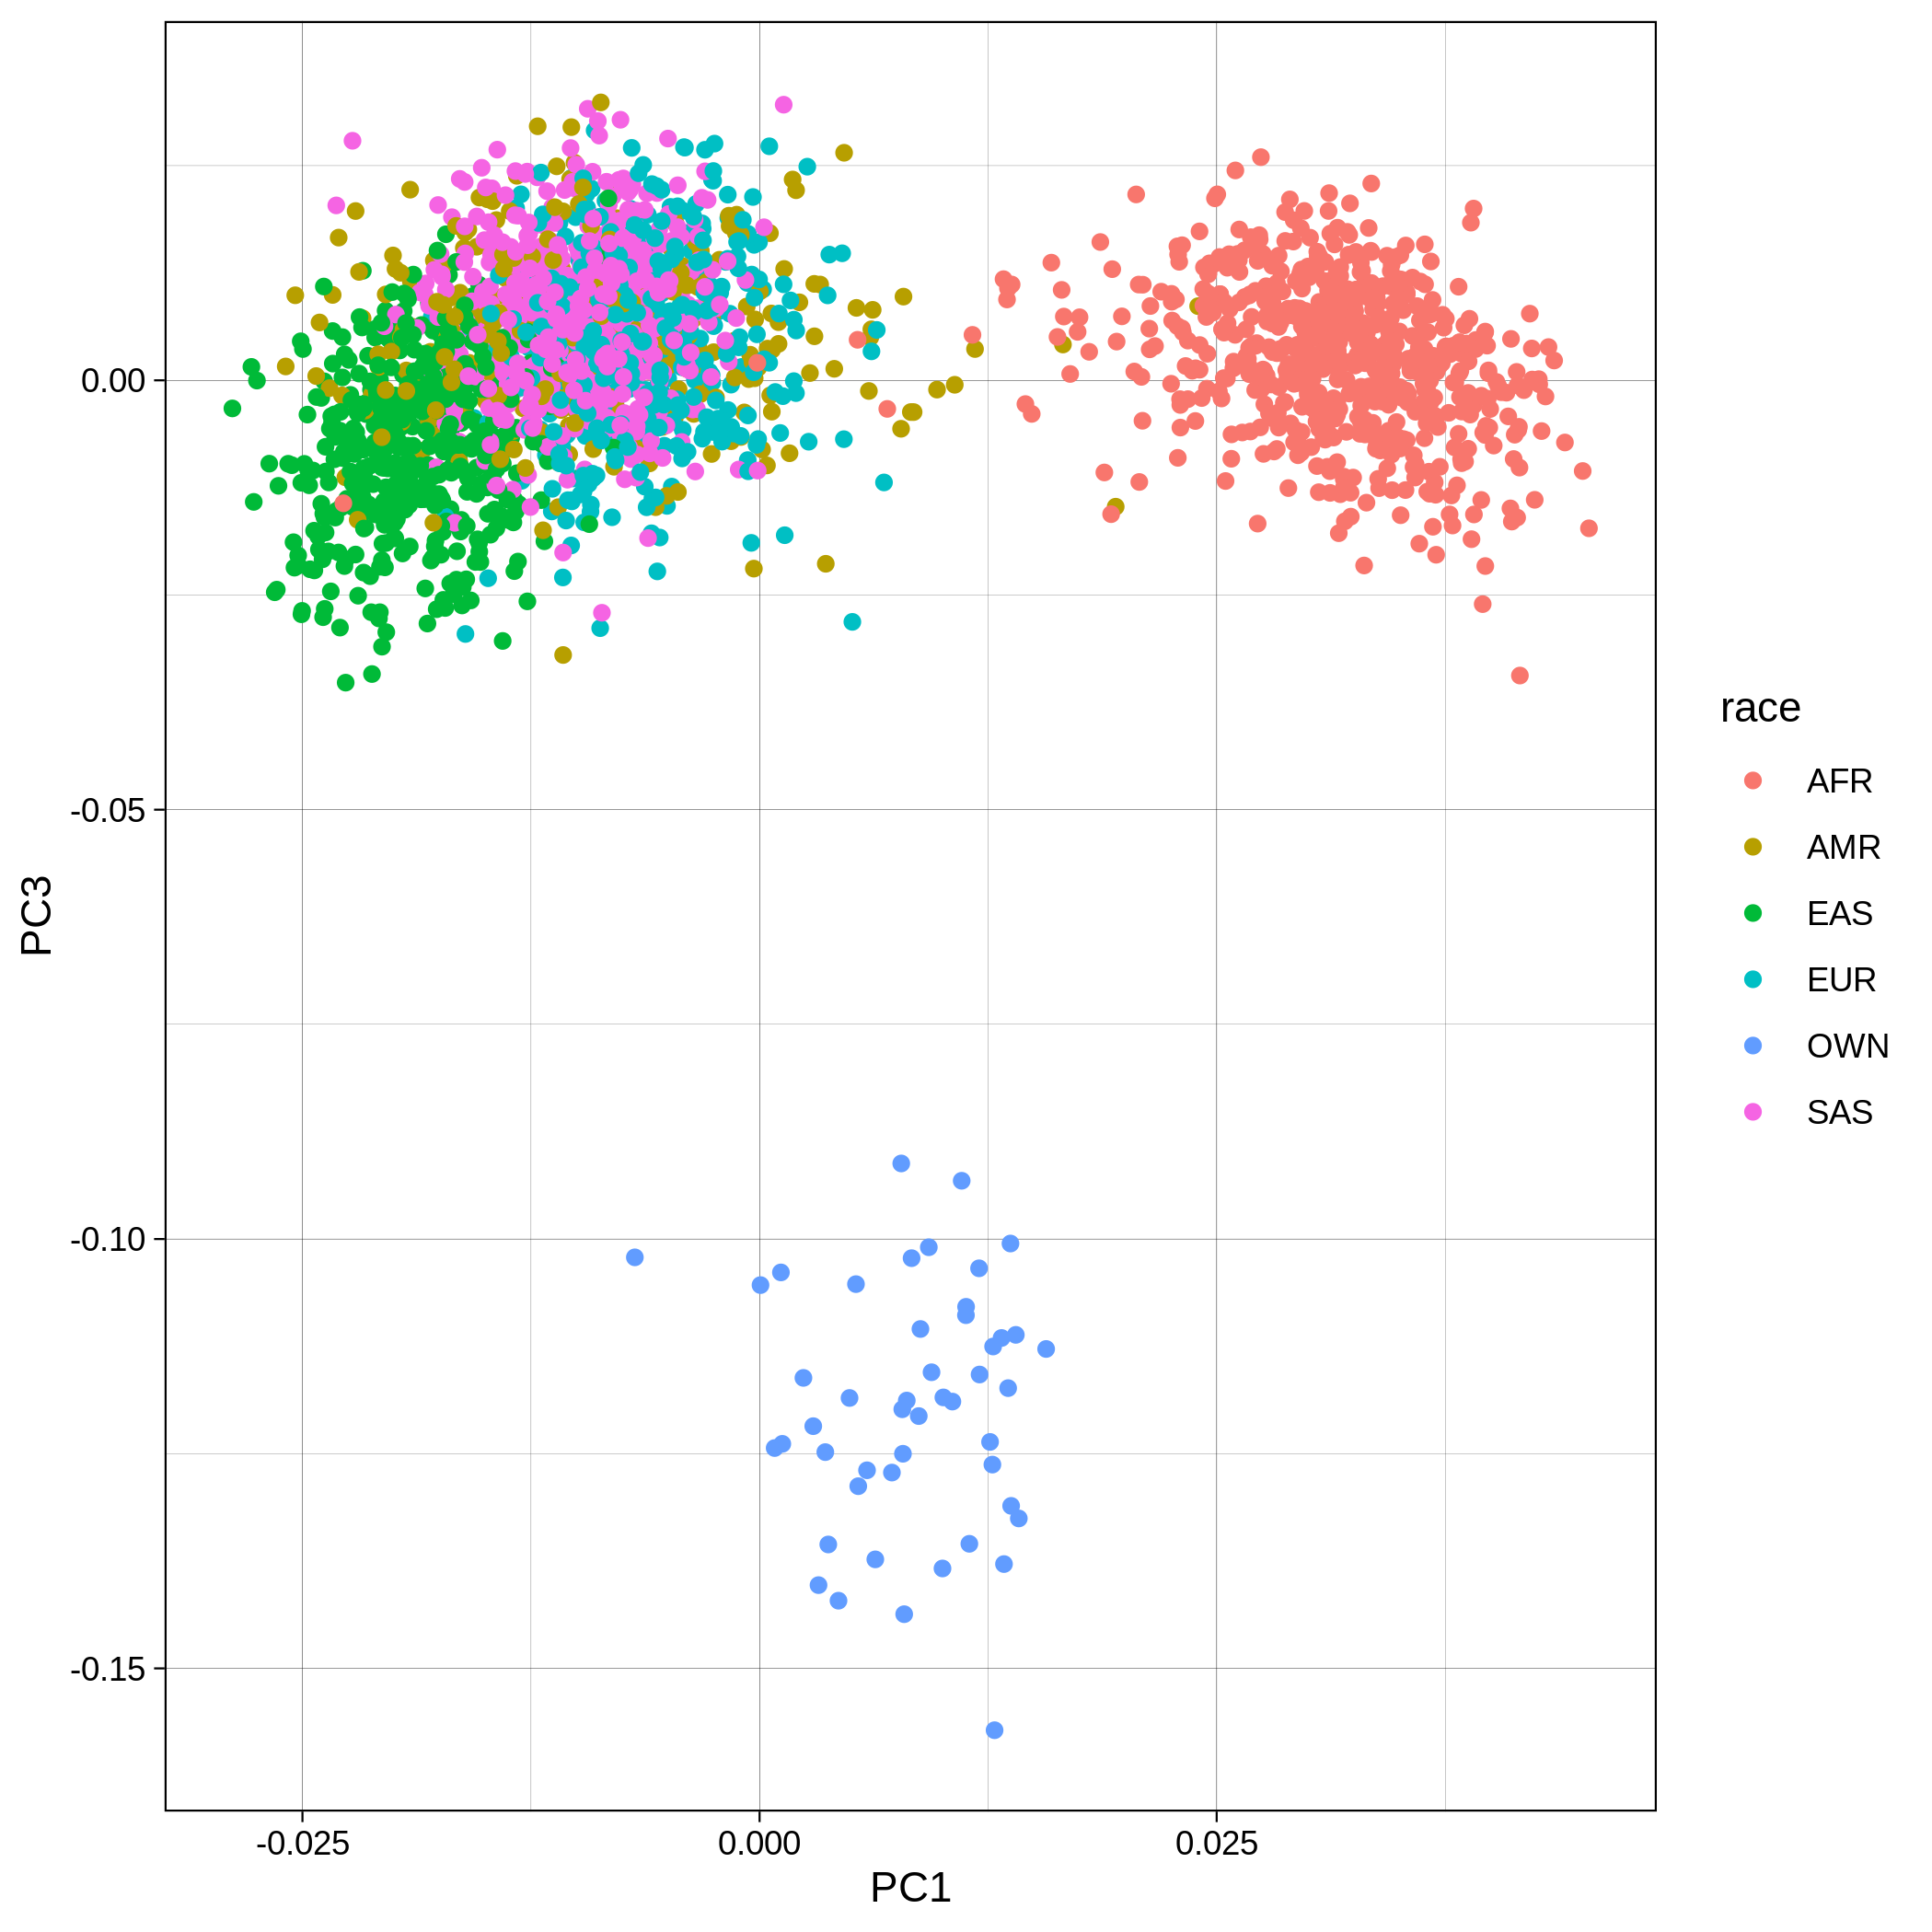 0.00
-0.05
-0.10
-0.15
PC3
-0.025
0.000
0.025
PC1
race
AFR
AMR
EAS
EUR
OWN
SAS